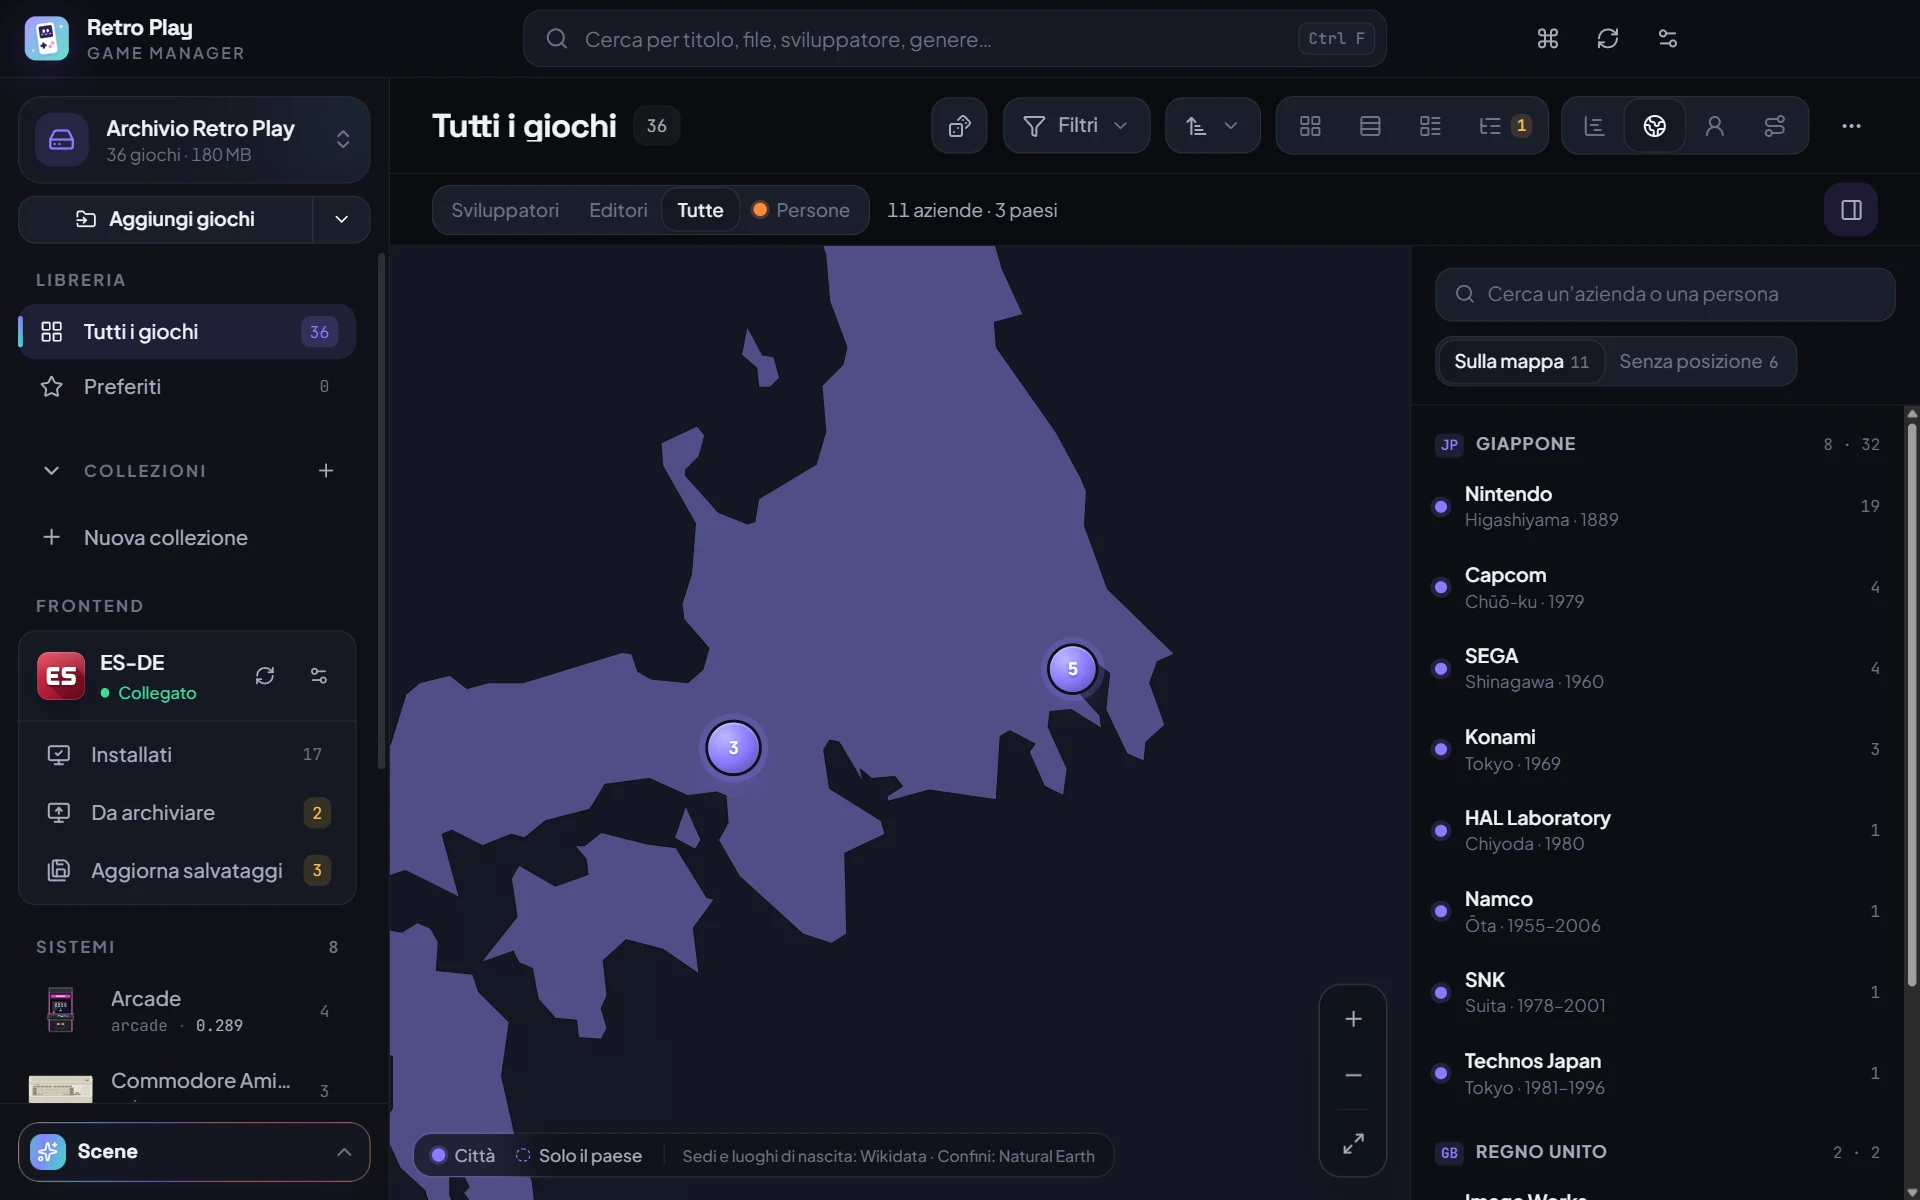 Retro Play
GAME MANAGER
Cerca per titolo, file, sviluppatore, genere…
Ctrl F
Archivio Retro Play
36 giochi · 180 MB
Aggiungi giochi
LIBRERIA
Tutti i giochi
36
Preferiti
0
COLLEZIONI
Nuova collezione
FRONTEND
ES
ES-DE
Collegato
Installati
17
Da archiviare
2
Aggiorna salvataggi
3
SISTEMI
8
Arcade
4
arcade · 0.289
Commodore Ami…
3
Scene
Tutti i giochi
36
Filtri
1
Sviluppatori
Editori
Tutte
Persone
11 aziende · 3 paesi
5
3
Città
Solo il paese
Sedi e luoghi di nascita: Wikidata · Confini: Natural Earth
Cerca un'azienda o una persona
Sulla mappa 11
Senza posizione 6
JP GIAPPONE
8 · 32
Nintendo
Higashiyama · 1889
19
Capcom
Chūō-ku · 1979
4
SEGA
Shinagawa · 1960
4
Konami
Tokyo · 1969
3
HAL Laboratory
Chiyoda · 1980
1
Namco
Ōta · 1955–2006
1
SNK
Suita · 1978–2001
1
Technos Japan
Tokyo · 1981–1996
1
GB REGNO UNITO
2 · 2
Image Works